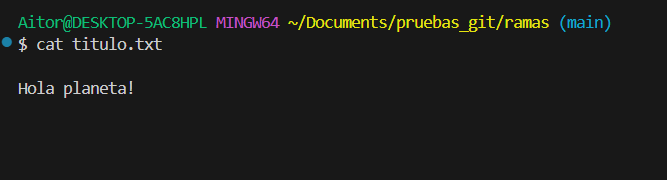 Aitor@DESKTOP-5AC8HPL MINGW64 ~/Documents/pruebas_git/ramas (main)
$ cat titulo.txt
Hola planeta!